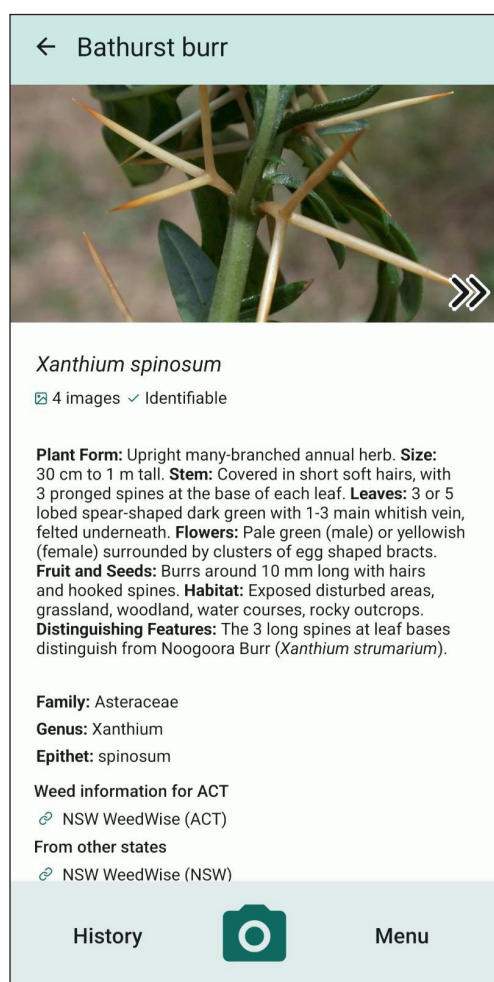 Bathurst burr
Xanthium spinosum
4 images Identifiable
Plant Form: Upright many-branched annual herb. Size:
30 cm to 1 m tall. Stem: Covered in short soft hairs, with
3 pronged spines at the base of each leaf. Leaves: 3 or 5
lobed spear-shaped dark green with 1-3 main whitish vein,
felted underneath. Flowers: Pale green (male) or yellowish
(female) surrounded by clusters of egg shaped bracts.
Fruit and Seeds: Burrs around 10 mm long with hairs
and hooked spines. Habitat: Exposed disturbed areas,
grassland, woodland, water courses, rocky outcrops.
Distinguishing Features: The 3 long spines at leaf bases
distinguish from Noogoora Burr (Xanthium strumarium).
Family: Asteraceae
Genus: Xanthium
Epithet: spinosum
Weed information for ACT
NSW WeedWise (ACT)
From other states
NSW WeedWise (NSW)
History Menu